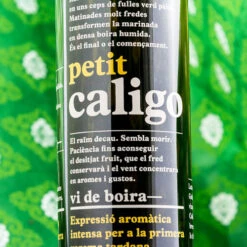 en uns ceps de fulles verd pàl
Matinades molt fredes
transformen la marinada
en densa boira humida.
És el final o el començament.
petit
caligo
El raïm decau. Sembla morir.
Paciència fins aconseguir
el desitjat fruit, que el fred
conservarà i el vent concentrarà
en aromes i gustos.
vi de boira—
Expressió aromàtica
intensa per a la primera